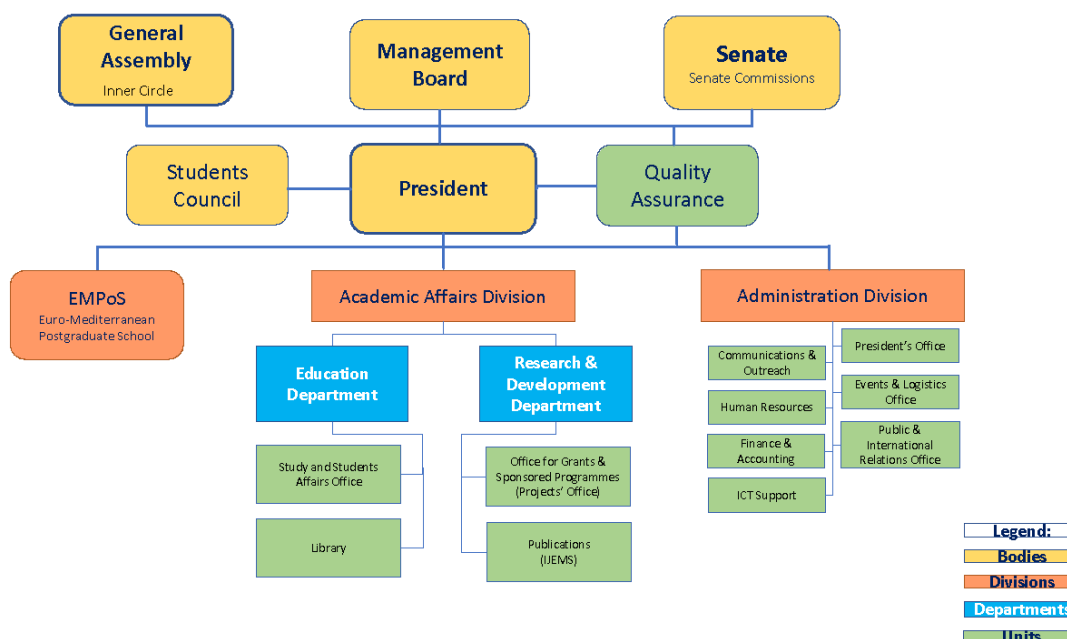 General
Assembly
Inner Circle
Management
Board
Senate
Senate Commissions
Students
Council
President
Quality
Assurance
EMPoS
Euro-Mediterranean
Postgraduate School
Academic Affairs Division
Administration Division
Education
Department
Research &
Development
Department
Study and Students
Affairs Office
Library
Office for Grants &
Sponsored Programmes
(Projects' Office)
Publications
(IJEMS)
Communications &
Outreach
Human Resources
Finance &
Accounting
ICT Support
President's Office
Events & Logistics
Office
Public &
International
Relations Office
Legend:
Bodies
Divisions
Departments
Units